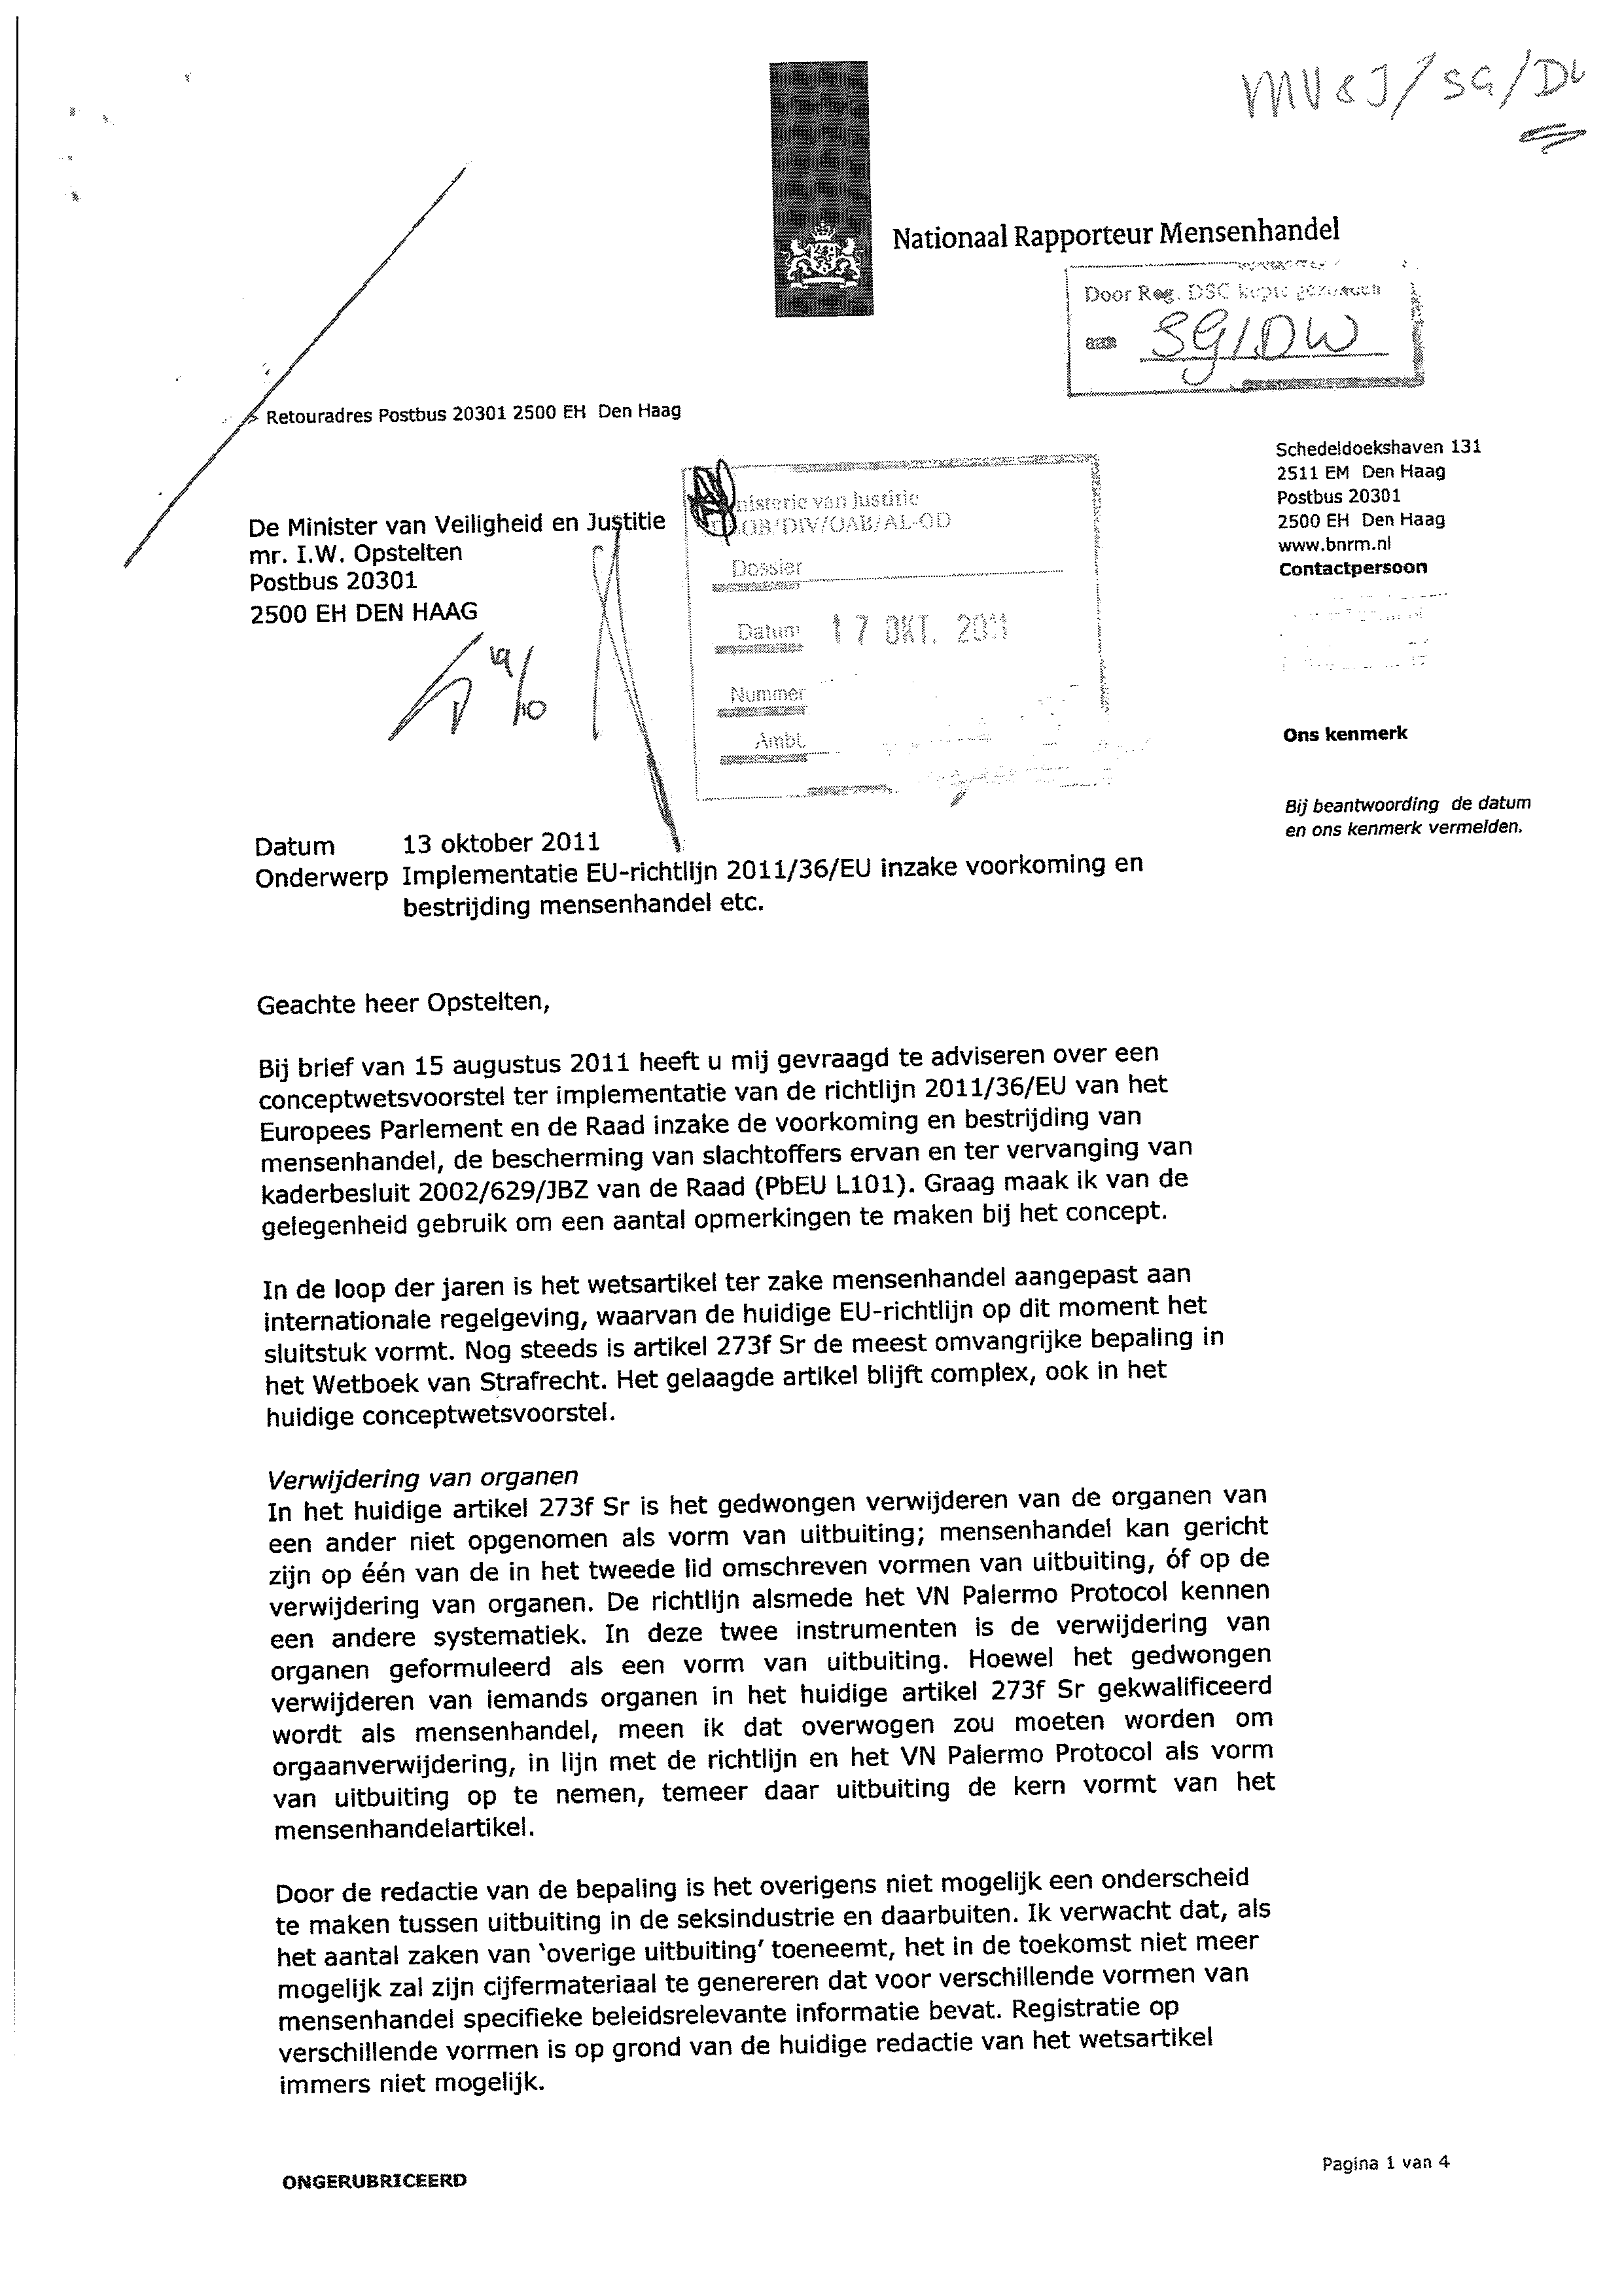 MV&J/SG/DW
Nationaal Rapporteur Mensenhandel
Door Reg. DSC kopie gezonden
aan SG/DW
> Retouradres Postbus 20301 2500 EH Den Haag
De Minister van Veiligheid en Justitie
mr. I.W. Opstelten
Postbus 20301
2500 EH DEN HAAG
19/10
Ministerie van Justitie
DIV/OAB/AL-OD
Dossier
Datum 17 OKT. 2011
Nummer
Ambt.
Schedeldoekshaven 131
2511 EM Den Haag
Postbus 20301
2500 EH Den Haag
www.bnrm.nl
Contactpersoon
Ons kenmerk
Bij beantwoording de datum
en ons kenmerk vermelden.
Datum 13 oktober 2011
Onderwerp Implementatie EU-richtlijn 2011/36/EU inzake voorkoming en
bestrijding mensenhandel etc.
Geachte heer Opstelten,
Bij brief van 15 augustus 2011 heeft u mij gevraagd te adviseren over een
conceptwetsvoorstel ter implementatie van de richtlijn 2011/36/EU van het
Europees Parlement en de Raad inzake de voorkoming en bestrijding van
mensenhandel, de bescherming van slachtoffers ervan en ter vervanging van
kaderbesluit 2002/629/JBZ van de Raad (PbEU L101). Graag maak ik van de
gelegenheid gebruik om een aantal opmerkingen te maken bij het concept.
In de loop der jaren is het wetsartikel ter zake mensenhandel aangepast aan
internationale regelgeving, waarvan de huidige EU-richtlijn op dit moment het
sluitstuk vormt. Nog steeds is artikel 273f Sr de meest omvangrijke bepaling in
het Wetboek van Strafrecht. Het gelaagde artikel blijft complex, ook in het
huidige conceptwetsvoorstel.
Verwijdering van organen
In het huidige artikel 273f Sr is het gedwongen verwijderen van de organen van
een ander niet opgenomen als vorm van uitbuiting; mensenhandel kan gericht
zijn op één van de in het tweede lid omschreven vormen van uitbuiting, óf op de
verwijdering van organen. De richtlijn alsmede het VN Palermo Protocol kennen
een andere systematiek. In deze twee instrumenten is de verwijdering van
organen geformuleerd als een vorm van uitbuiting. Hoewel het gedwongen
verwijderen van iemands organen in het huidige artikel 273f Sr gekwalificeerd
wordt als mensenhandel, meen ik dat overwogen zou moeten worden om
orgaanverwijdering, in lijn met de richtlijn en het VN Palermo Protocol als vorm
van uitbuiting op te nemen, temeer daar uitbuiting de kern vormt van het
mensenhandelartikel.
Door de redactie van de bepaling is het overigens niet mogelijk een onderscheid
te maken tussen uitbuiting in de seksindustrie en daarbuiten. Ik verwacht dat, als
het aantal zaken van 'overige uitbuiting' toeneemt, het in de toekomst niet meer
mogelijk zal zijn cijfermateriaal te genereren dat voor verschillende vormen van
mensenhandel specifieke beleidsrelevante informatie bevat. Registratie op
verschillende vormen is op grond van de huidige redactie van het wetsartikel
immers niet mogelijk.
ONGERUBRICEERD
Pagina 1 van 4